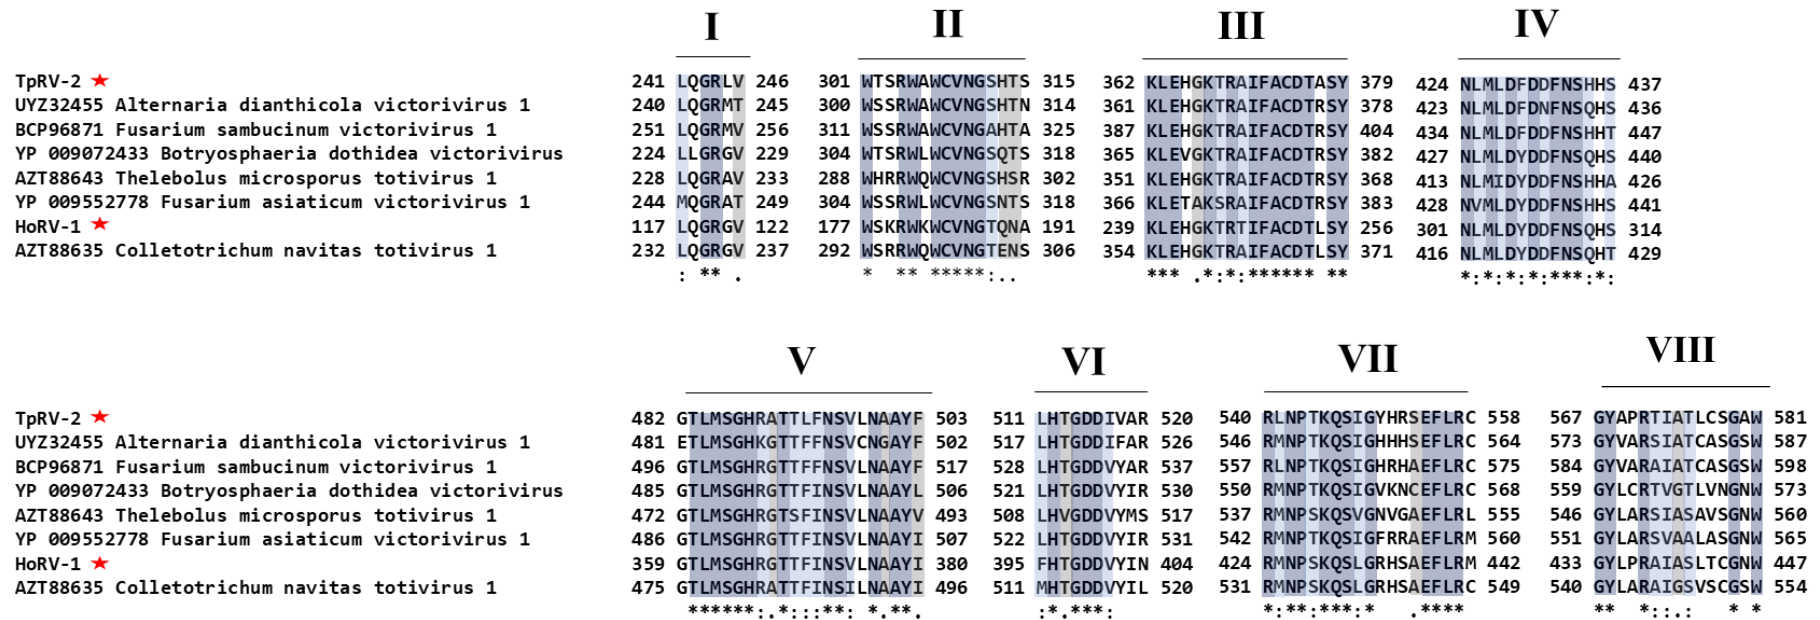 I II III IV
TpRV-2 ★ 241 LQGRLV 246 301 WTSRWAWCVNGSHTS 315 362 KLEHGKTRAIFACDTASY 379 424 NLMLDFDDFNSHHS 437
UYZ32455 Alternaria dianthicola victorivirus 1 240 LQGRMT 245 300 WSSRWAWCVNGSHTN 314 361 KLEHGKTRAIFACDTRSY 378 423 NLMLDFDNFNSHHS 436
BCP96871 Fusarium sambucinum victorivirus 1 251 LQGRMV 256 311 WSSRWAWCVNGAHTA 325 387 KLEHGKTRAIFACDTRSY 404 434 NLMLDFDDFNSQHT 447
YP 009072433 Botryosphaeria dothidea victorivirus 224 LLGRGV 229 304 WTSRWLWCVNGSQTS 318 365 KLEVGKTRAIFACDTRSY 382 427 NLMLDYDDFNSQHS 440
AZT88643 Thelebolus microsporus totivirus 1 228 LQGRAV 233 288 WHRRWQWCVNGSHSR 302 351 KLEHGKTRAIFACDTRSY 368 413 NLMIDYDDFNSHHA 426
YP 009552778 Fusarium asiaticum victorivirus 1 244 MQGRAT 249 304 WSSRWLWCVNGSNTS 318 366 KLETAKSRAIFACDTRSY 383 428 NVMLDYDDFNSHHS 441
HoRV-1 ★ 117 LQGRGV 122 177 WSKRWKWCVNGTQNA 191 239 KLEHGKTRTIFACDTLSY 256 301 NLMLDYDDFNSQHS 314
AZT88635 Colletotrichum navitas totivirus 1 232 LQGRGV 237 292 WSRRWQWCVNGTENS 306 354 KLEHGKTRAIFACDTLSY 371 416 NLMLDYDDFNSQHT 429
: ** . * ** *****:.. *** .*:*:****** ** *:*:*:*:***:*:
V VI VII VIII
TpRV-2 ★ 482 GTLMSGHRATTLFNSVLNAAYF 503 511 LHTGDDIVAR 520 540 RLNPTKQSIGYHRSEFLRC 558 567 GYAPRTIATLCSGAW 581
UYZ32455 Alternaria dianthicola victorivirus 1 481 ETLMSGHKGTTFFNSVCNGAYF 502 517 LHTGDDIFAR 526 546 RMNPTKQSIGHHHSEFLRC 564 573 GYVARSIATCASGSW 587
BCP96871 Fusarium sambucinum victorivirus 1 496 GTLMSGHRGTTFFNSVLNAAYF 517 528 LHTGDDVYAR 537 557 RLNPTKQSIGHRHAEFLRC 575 584 GYVARAIATCASGSW 598
YP 009072433 Botryosphaeria dothidea victorivirus 485 GTLMSGHRGTTFINSVLNAAYL 506 521 LHTGDDVYIR 530 550 RMNPTKQSIGVKNCEFLRC 568 559 GYLCRTVGTLVNGNW 573
AZT88643 Thelebolus microsporus totivirus 1 472 GTLMSGHRGTSFINSVLNAAYV 493 508 LHVGDDVYMS 517 537 RMNPSKQSVGNVGAEFLRL 555 546 GYLARSIASAVSGNW 560
YP 009552778 Fusarium asiaticum victorivirus 1 486 GTLMSGHRGTTFINSVLNAAYI 507 522 LHTGDDVYIR 531 542 RMNPTKQSIGFRRAEFLRM 560 551 GYLARSVAALASGNW 565
HoRV-1 ★ 359 GTLMSGHRATTFINSVLNAAYI 380 395 FHTGDDVYIN 404 424 RMNPSKQSLGRHSAEFLRM 442 433 GYLPRAIASLTCGNW 447
AZT88635 Colletotrichum navitas totivirus 1 475 GTLMSGHRATTFINSILNAAYI 496 511 MHTGDDVYIL 520 531 RMNPSKQSLGRHSAEFLRC 549 540 GYLARAIGSVSCGSW 554
******:.*:::**: *.**. :*.***: *:**:***:* .**** ** *::.: * *